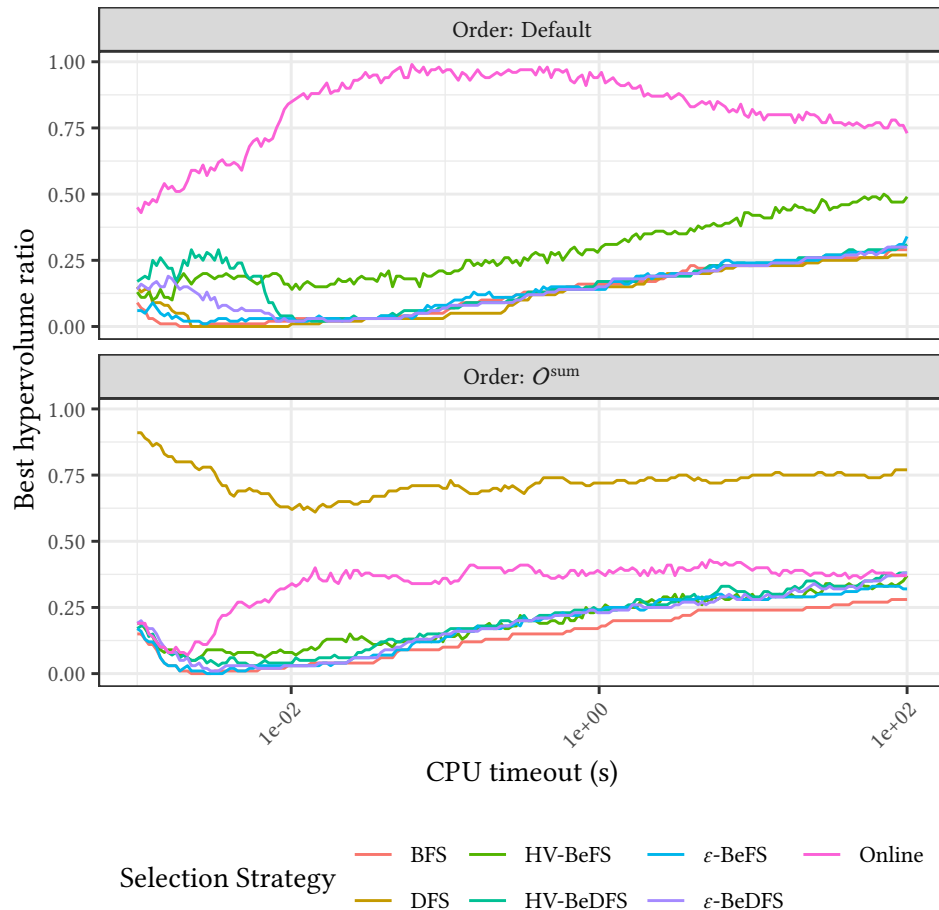 Order: Default
1.00
0.75
0.50
0.25
0.00
Order: 𝒪^sum
1.00
0.75
0.50
0.25
0.00
Best hypervolume ratio
1e-02
1e+00
1e+02
CPU timeout (s)
Selection Strategy
BFS
HV-BeFS
ε-BeFS
Online
DFS
HV-BeDFS
ε-BeDFS